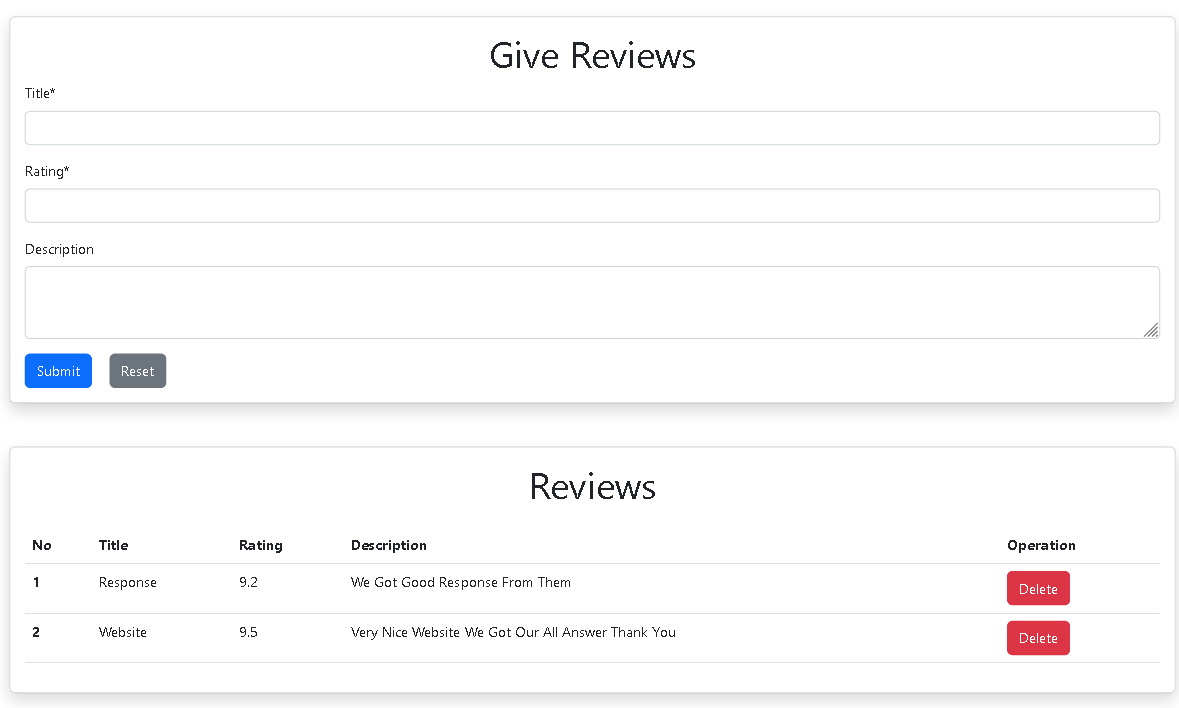 Give Reviews
Title*
Rating*
Description
Submit Reset
Reviews
No Title Rating Description Operation
1 Response 9.2 We Got Good Response From Them Delete
2 Website 9.5 Very Nice Website We Got Our All Answer Thank You Delete